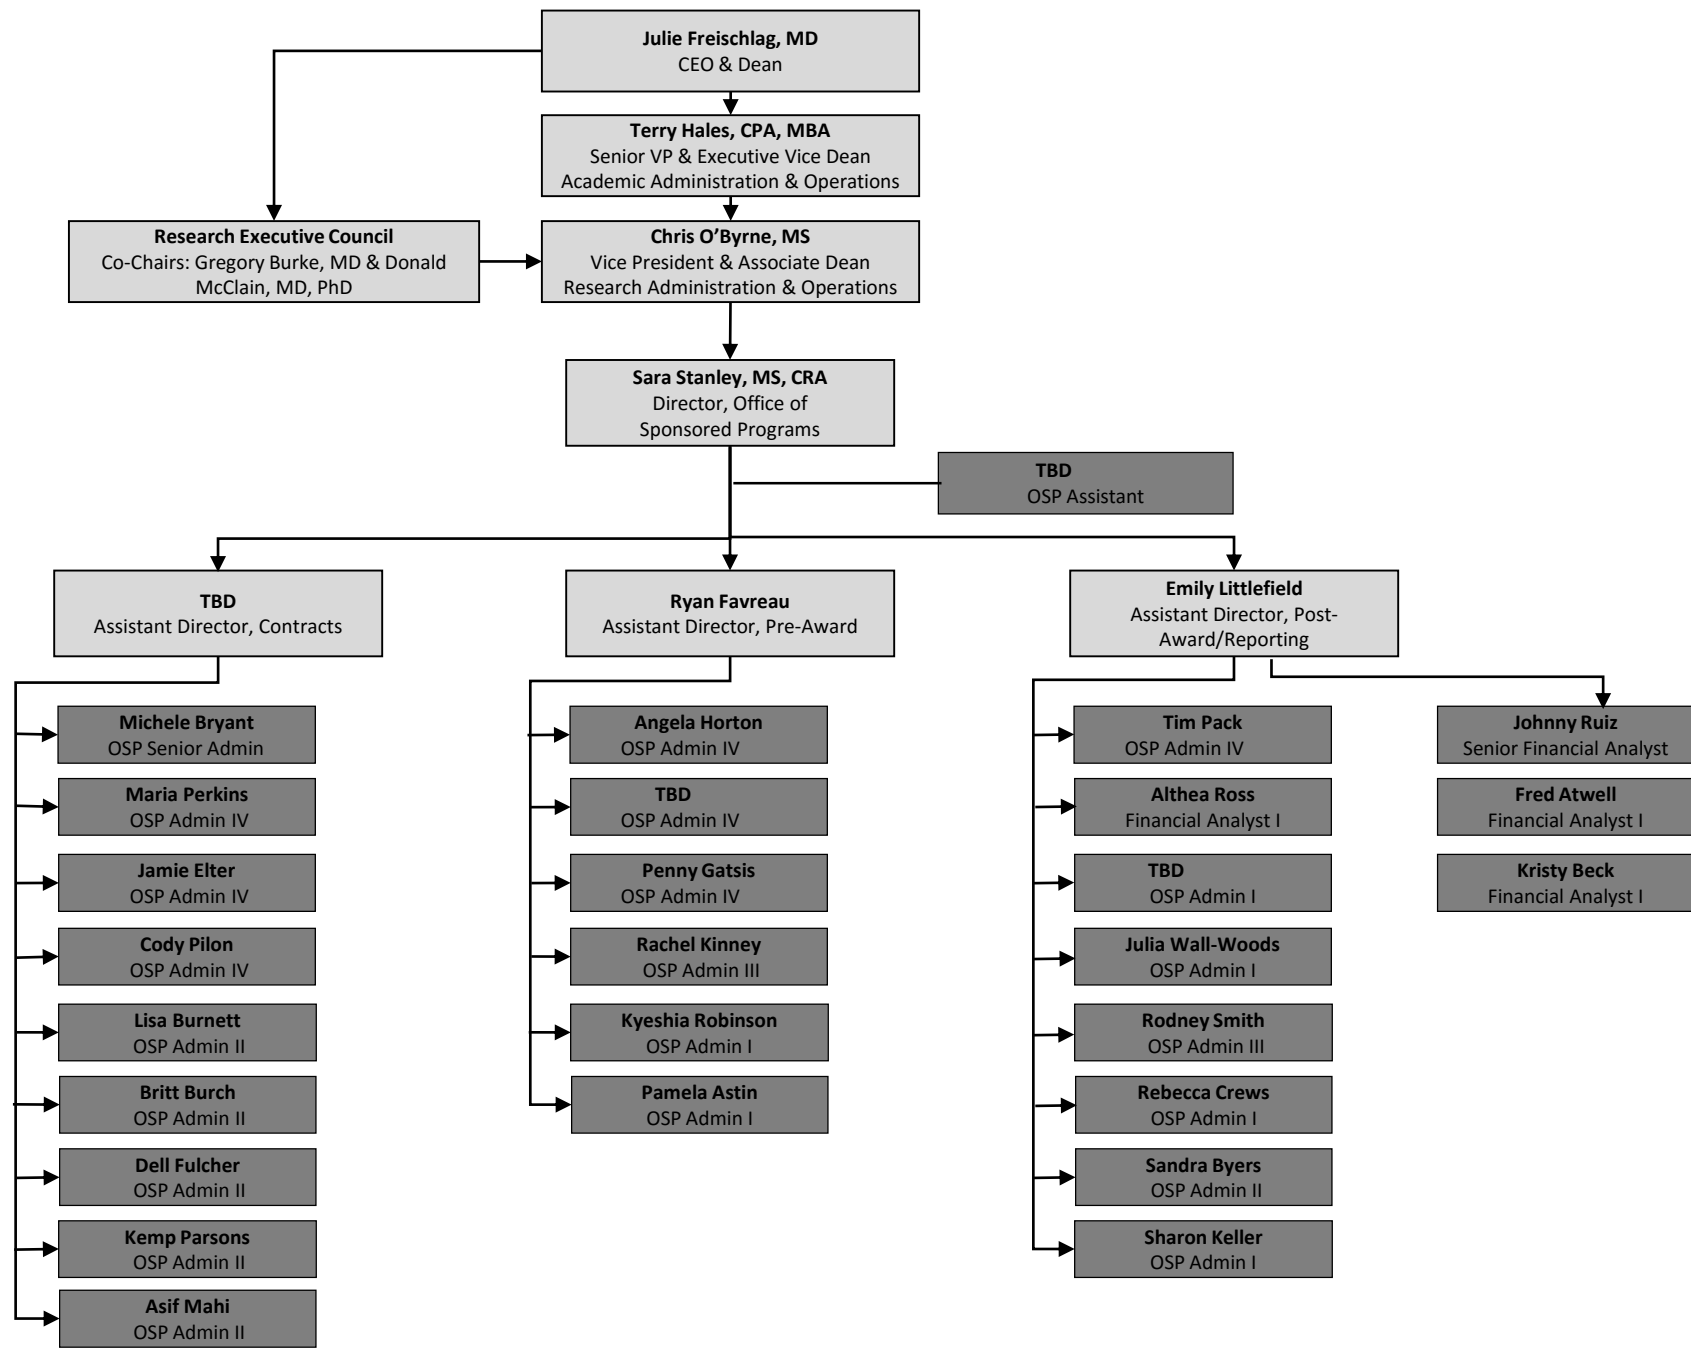 Julie Freischlag, MD
CEO & Dean
Terry Hales, CPA, MBA
Senior VP & Executive Vice Dean
Academic Administration & Operations
Research Executive Council
Co-Chairs: Gregory Burke, MD & Donald
McClain, MD, PhD
Chris O’Byrne, MS
Vice President & Associate Dean
Research Administration & Operations
Sara Stanley, MS, CRA
Director, Office of
Sponsored Programs
TBD
OSP Assistant
TBD
Assistant Director, Contracts
Ryan Favreau
Assistant Director, Pre-Award
Emily Littlefield
Assistant Director, Post-
Award/Reporting
Michele Bryant
OSP Senior Admin
Maria Perkins
OSP Admin IV
Jamie Elter
OSP Admin IV
Cody Pilon
OSP Admin IV
Lisa Burnett
OSP Admin II
Britt Burch
OSP Admin II
Dell Fulcher
OSP Admin II
Kemp Parsons
OSP Admin II
Asif Mahi
OSP Admin II
Angela Horton
OSP Admin IV
TBD
OSP Admin IV
Penny Gatsis
OSP Admin IV
Rachel Kinney
OSP Admin III
Kyeshia Robinson
OSP Admin I
Pamela Astin
OSP Admin I
Tim Pack
OSP Admin IV
Althea Ross
Financial Analyst I
TBD
OSP Admin I
Julia Wall-Woods
OSP Admin I
Rodney Smith
OSP Admin III
Rebecca Crews
OSP Admin I
Sandra Byers
OSP Admin II
Sharon Keller
OSP Admin I
Johnny Ruiz
Senior Financial Analyst
Fred Atwell
Financial Analyst I
Kristy Beck
Financial Analyst I